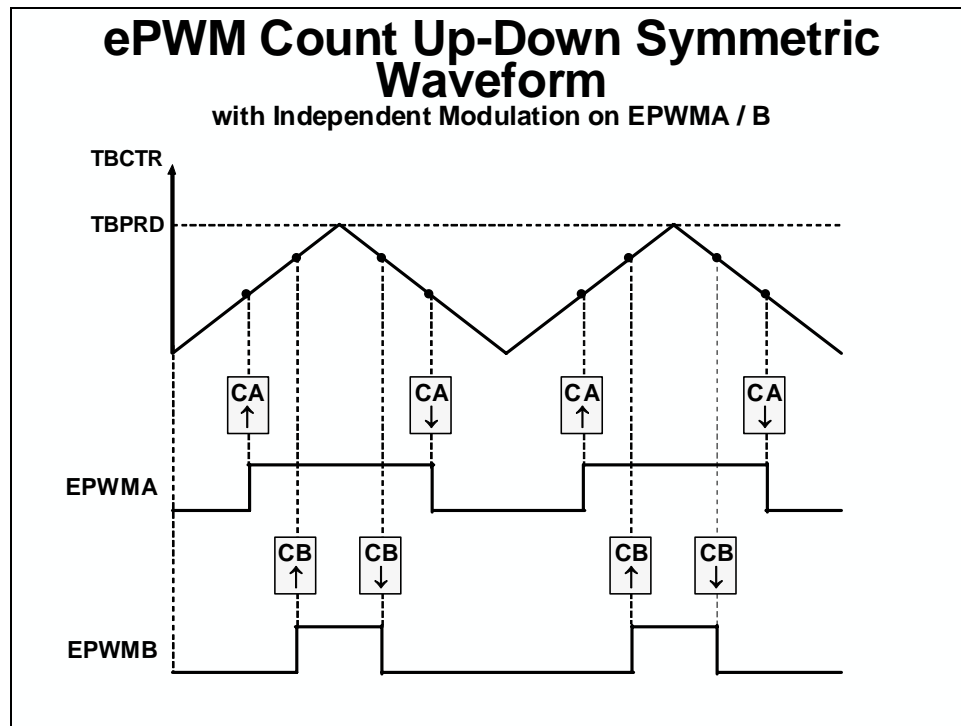 ePWM Count Up-Down Symmetric
Waveform
with Independent Modulation on EPWMA / B
TBCTR
TBPRD
CA CA CA CA
↑ ↓ ↑ ↓
EPWMA
CB CB CB CB
↑ ↓ ↑ ↓
EPWMB